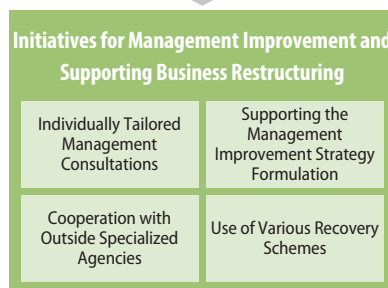 Initiatives for Management Improvement and
Supporting Business Restructuring
Individually Tailored
Management
Consultations
Supporting the
Management
Improvement Strategy
Formulation
Cooperation with
Outside Specialized
Agencies
Use of Various Recovery
Schemes